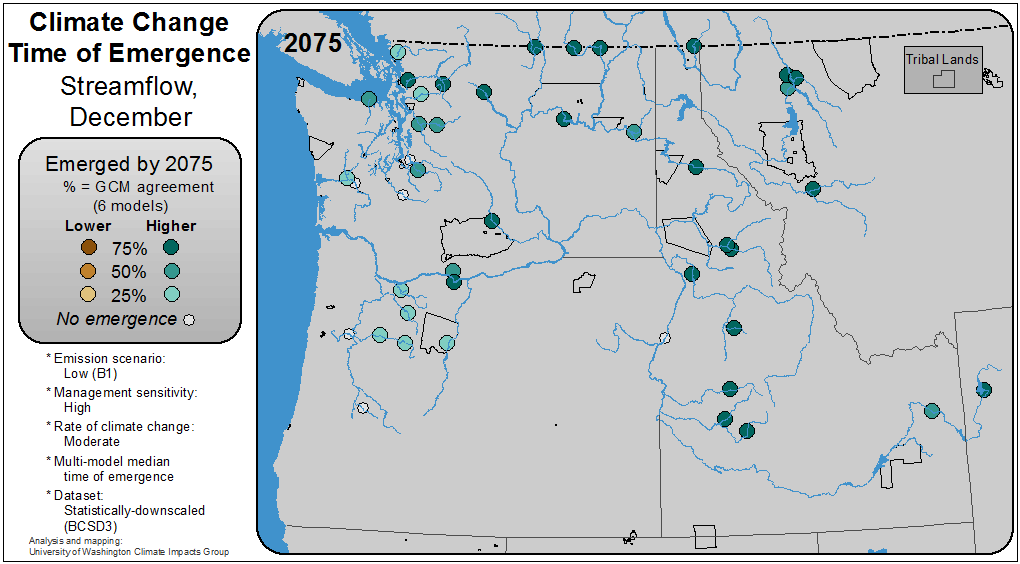 Climate Change
Time of Emergence
Streamflow,
December
Emerged by 2075
% = GCM agreement
(6 models)
Lower Higher
75%
50%
25%
No emergence
* Emission scenario:
Low (B1)
* Management sensitivity:
High
* Rate of climate change:
Moderate
* Multi-model median
time of emergence
* Dataset:
Statistically-downscaled
(BCSD3)
Analysis and mapping:
University of Washington Climate Impacts Group
2075
Tribal Lands